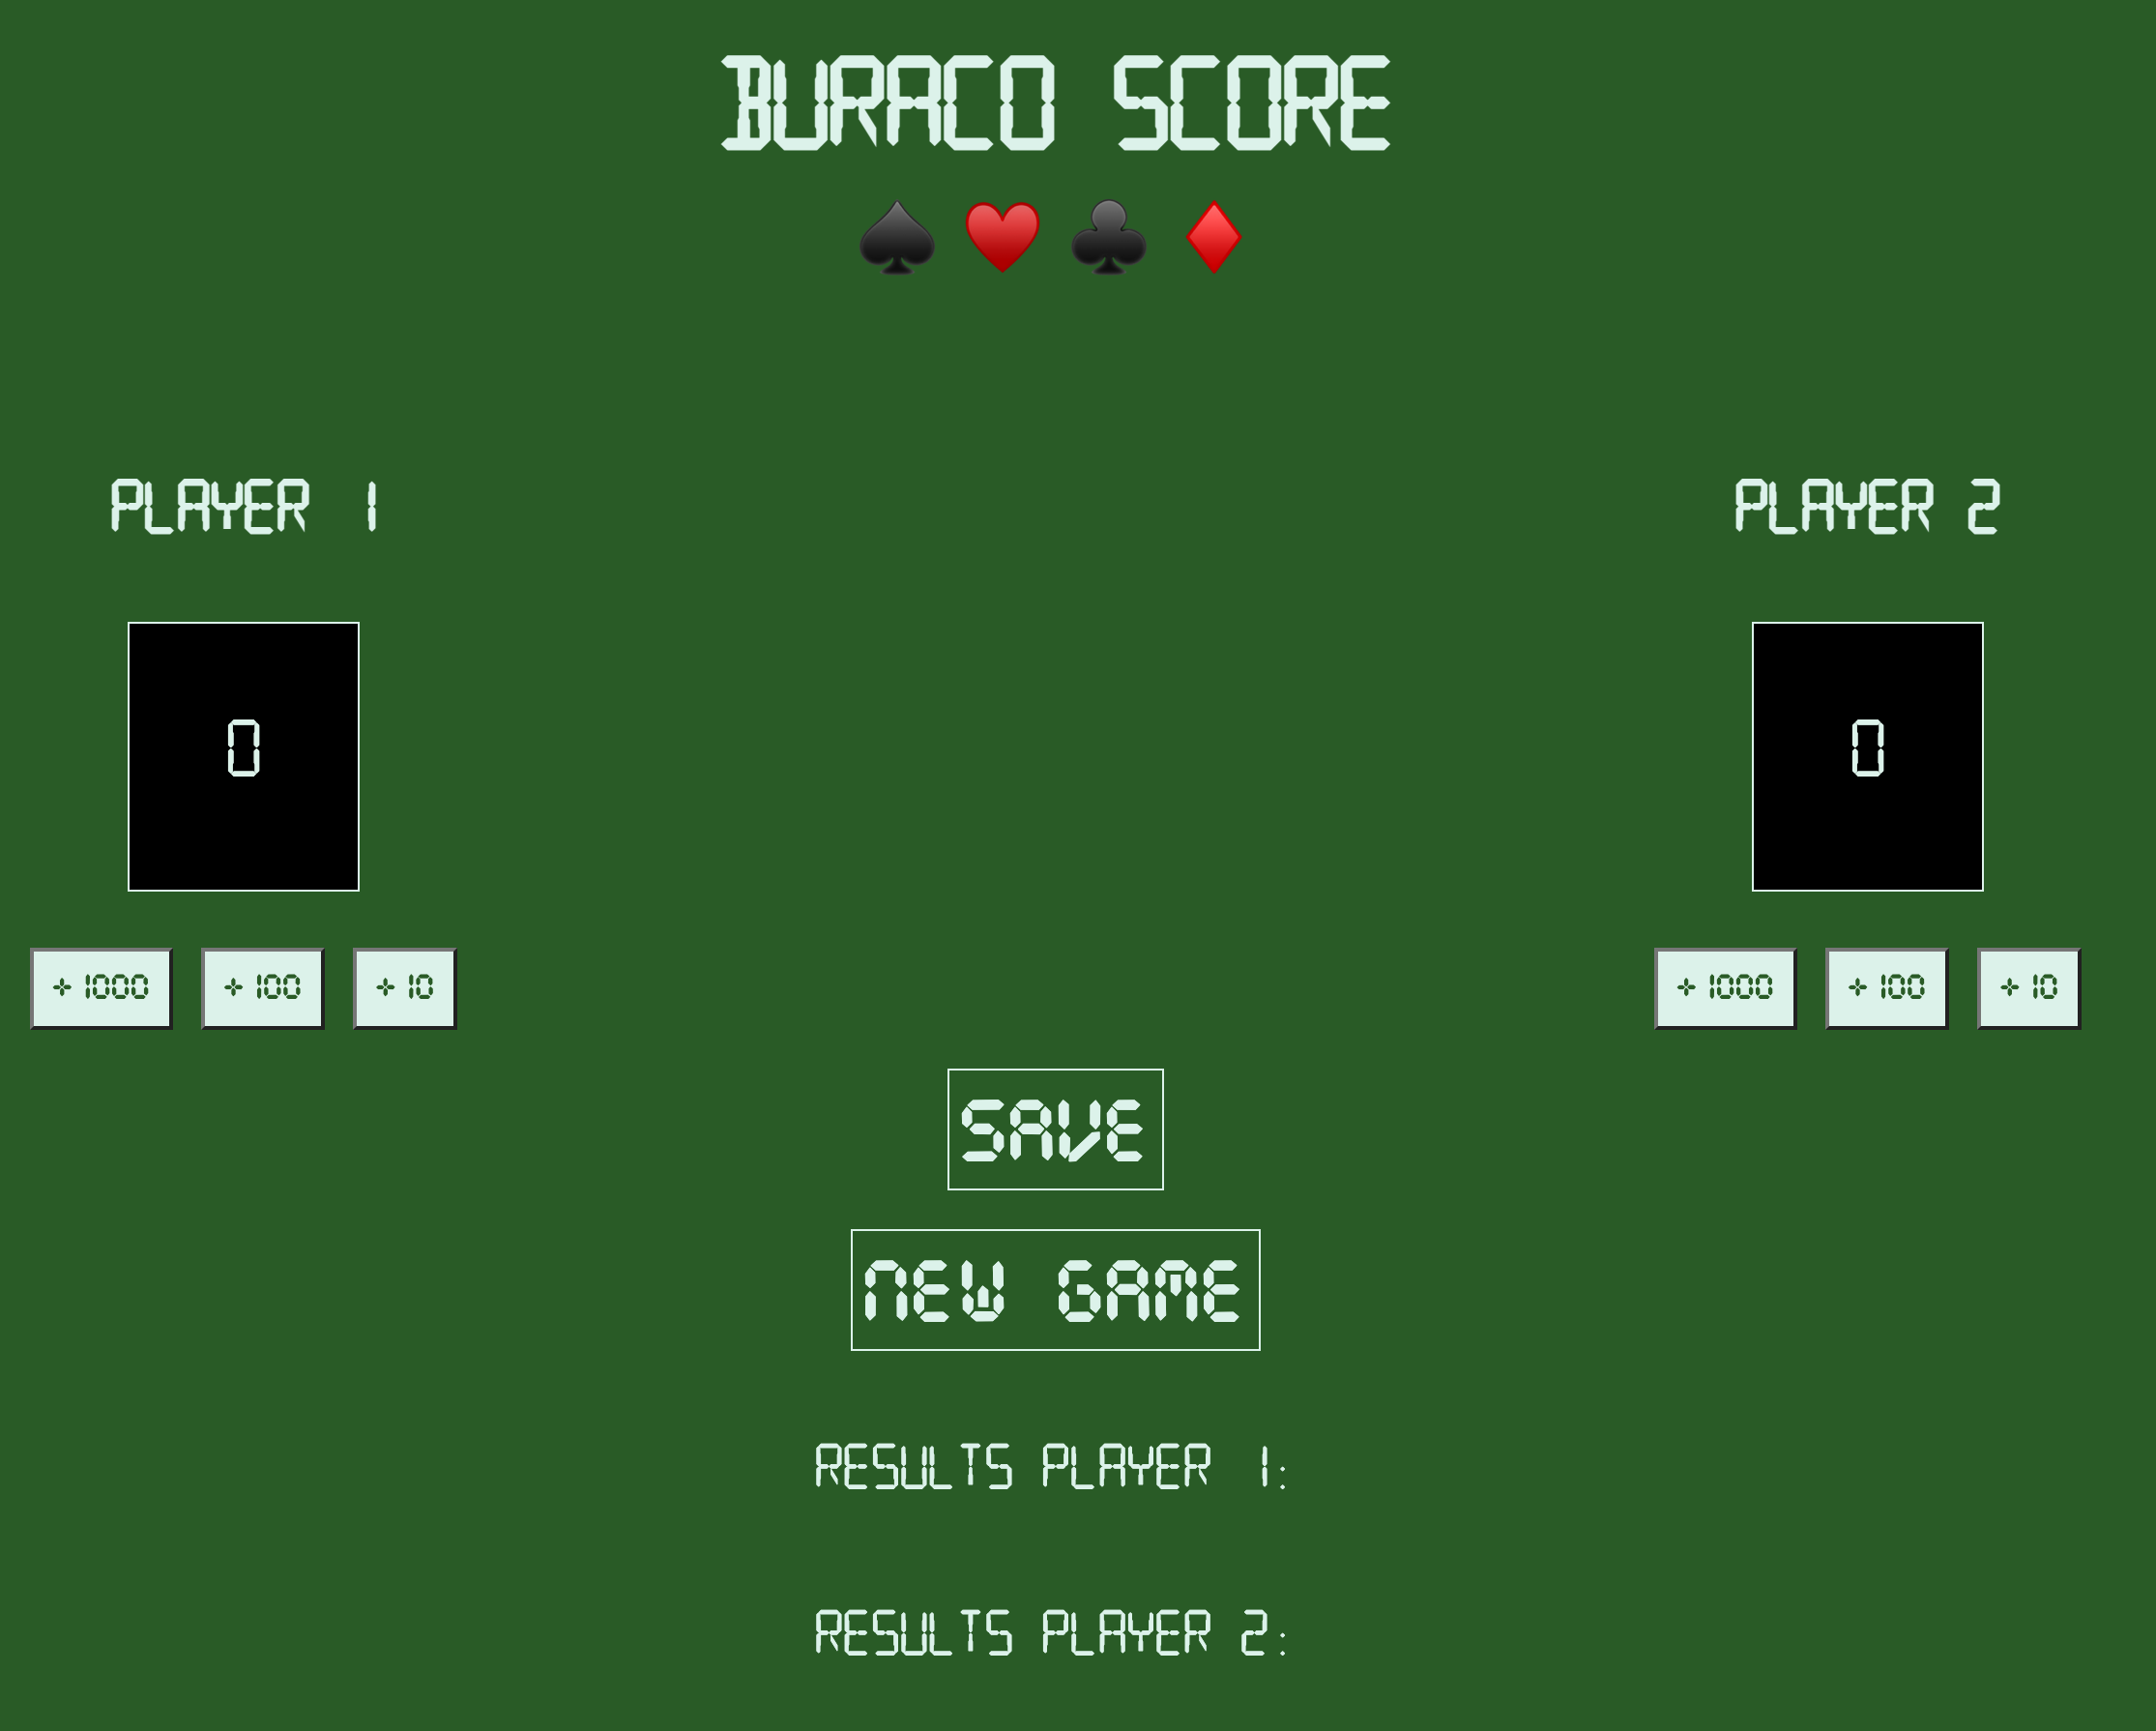 BURACO SCORE
♠️ ♥️ ♣️ ♦️
PLAYER 1
PLAYER 2
0
0
+1000 +100 +10
+1000 +100 +10
SAVE
NEW GAME
RESULTS PLAYER 1:
RESULTS PLAYER 2: